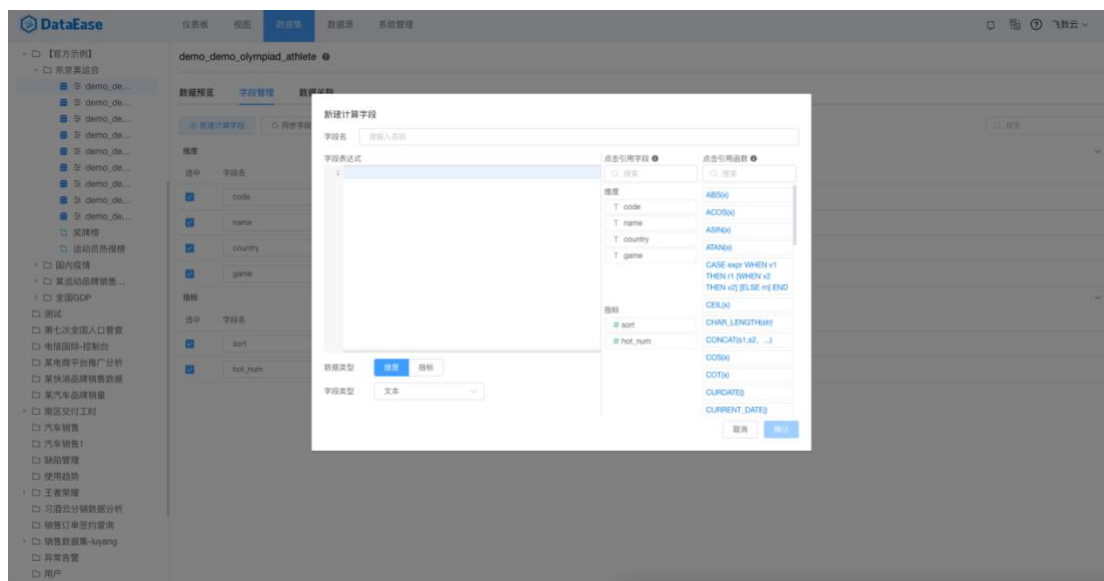 DataEase
仪表板 视图 数据集 数据源 系统管理
飞致云
【官方示例】
东京奥运会
demo_de...
demo_de...
demo_de...
demo_de...
demo_de...
demo_de...
demo_de...
demo_de...
demo_de...
奖牌榜
运动员热搜榜
国内疫情
某运动品牌销售...
全国GDP
测试
第七次全国人口普查
电信国际-控制台
某电商平台推广分析
某快消品牌销售数据
某汽车品牌销量
南区交付工时
汽车销售
汽车销售1
缺陷管理
使用趋势
王者荣耀
习酒云分销数据分析
销售订单签约查询
销售数据集-luyang
异常告警
用户
demo_demo_olympiad_athlete
数据预览 字段管理
新建计算字段 同步字段
搜索
维度
选中 字段名
code
name
country
game
指标
选中 字段名
sort
hot_num
新建计算字段
字段名 请输入名称
字段表达式
1
点击引用字段
搜索
维度
T code
T name
T country
T game
指标
# sort
# hot_num
点击引用函数
搜索
ABS(x)
ACOS(x)
ASIN(x)
ATAN(x)
CASE expr WHEN v1
THEN r1 [WHEN v2
THEN v2] [ELSE rn] END
CEIL(x)
CHAR_LENGTH(str)
CONCAT(s1,s2, ...)
COS(x)
COT(x)
CURDATE()
CURRENT_DATE()
数据类型 维度 指标
字段类型 文本
取消 确认